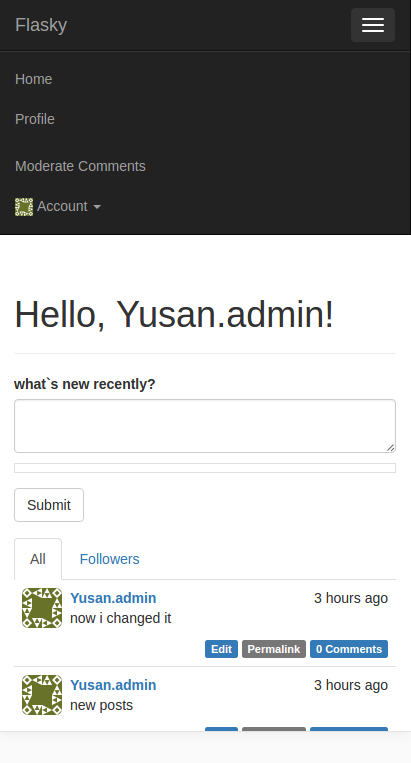 Flasky
Home
Profile
Moderate Comments
Account
Hello, Yusan.admin!
what`s new recently?
Submit
All Followers
Yusan.admin 3 hours ago
now i changed it
Edit Permalink 0 Comments
Yusan.admin 3 hours ago
new posts